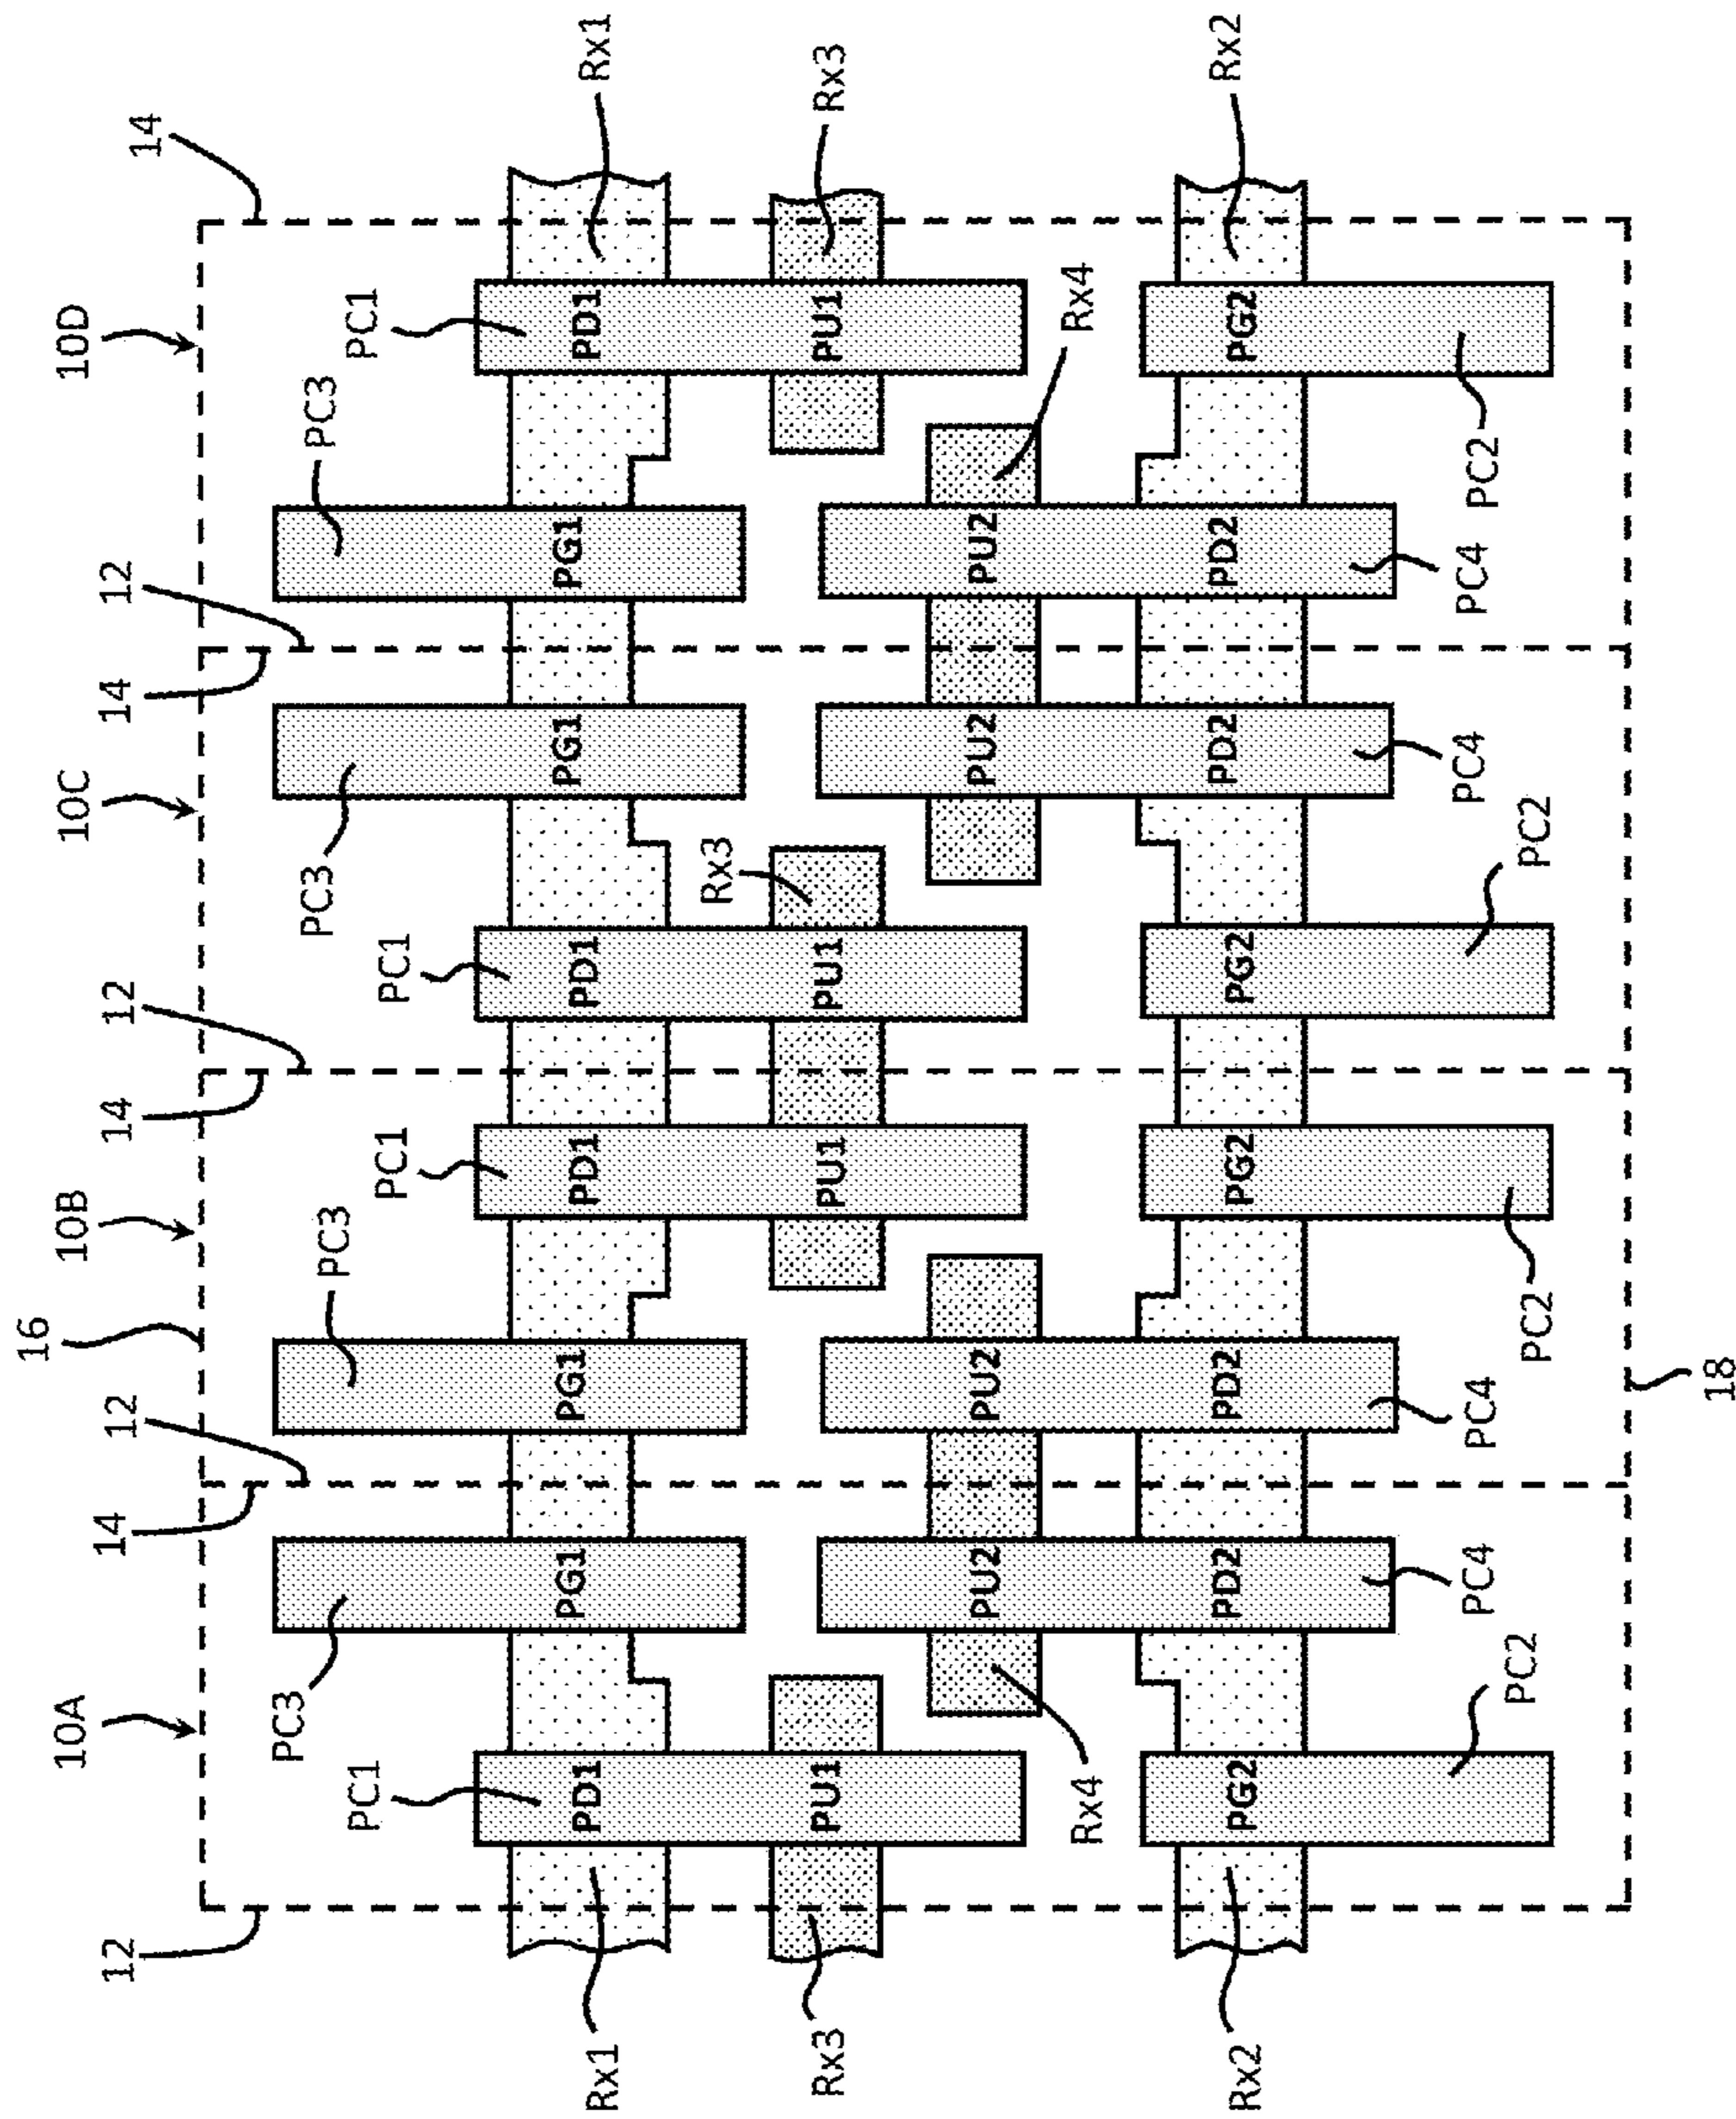 16
10A 10B 10C 10D
12 14 12 14 12 14 12 14
PC3 PC3 PC3 PC3
PC1 PC1 PC1 PC1
Rx1 PD1 PG1 PG1 PD1 PD1 PG1 PG1 PD1 Rx1
Rx3
Rx3 PU1 PU1 PU1 PU1 Rx3
PU2 PU2 PU2 PU2
Rx4 Rx4
Rx2 PG2 PD2 PD2 PG2 PG2 PD2 PD2 PG2 Rx2
PC4 PC4 PC4 PC4
PC2 PC2 PC2 PC2
18